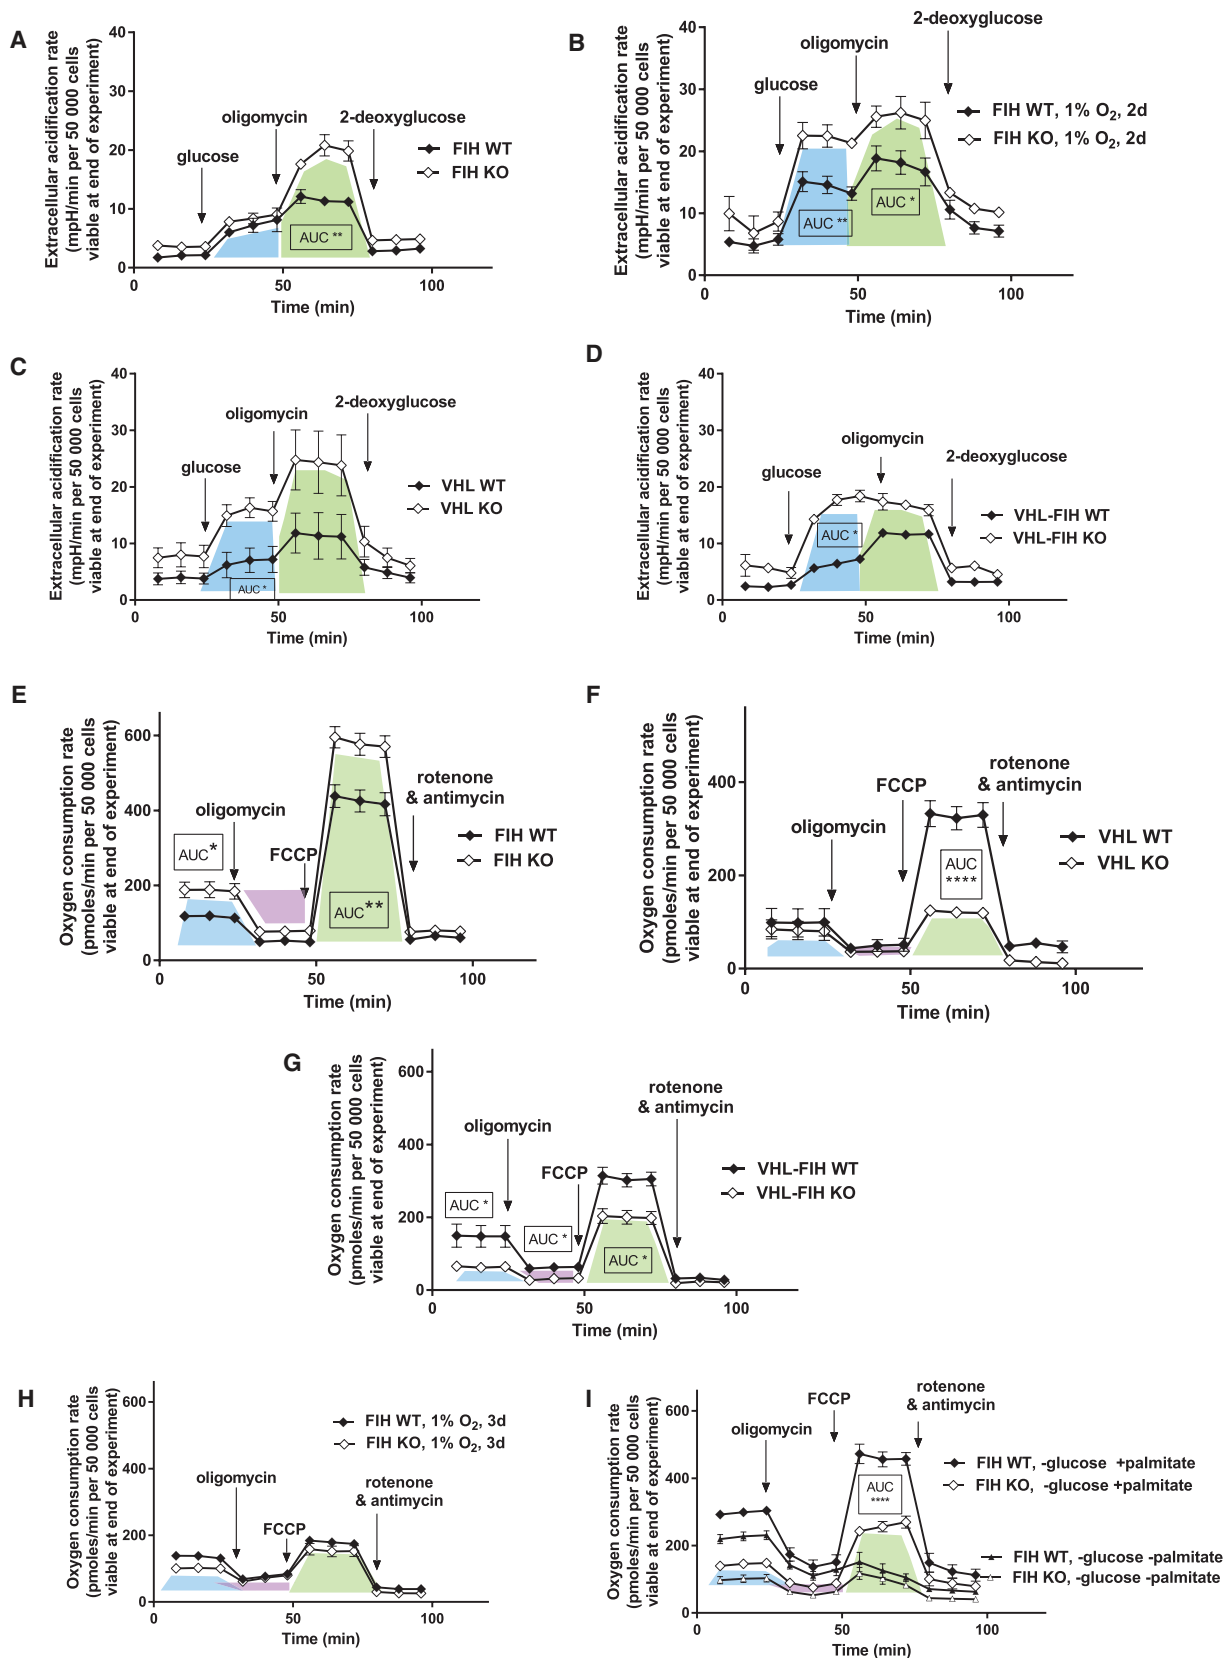 A
Extracellular acidification rate
(mpH/min per 50 000 cells
viable at end of experiment)
40
30
20
10
0
0
50
100
Time (min)
glucose
oligomycin
2-deoxyglucose
AUC **
FIH WT
FIH KO
B
Extracellular acidification rate
(mpH/min per 50 000 cells
viable at end of experiment)
40
30
20
10
0
0
50
100
Time (min)
glucose
oligomycin
2-deoxyglucose
AUC **
AUC *
FIH WT, 1% O2, 2d
FIH KO, 1% O2, 2d
C
Extracellular acidification rate
(mpH/min per 50 000 cells
viable at end of experiment)
40
30
20
10
0
0
50
100
Time (min)
glucose
oligomycin
2-deoxyglucose
AUC *
VHL WT
VHL KO
D
Extracellular acidification rate
(mpH/min per 50 000 cells
viable at end of experiment)
40
30
20
10
0
0
50
100
Time (min)
glucose
oligomycin
2-deoxyglucose
AUC *
VHL-FIH WT
VHL-FIH KO
E
Oxygen consumption rate
(pmoles/min per 50 000 cells
viable at end of experiment)
600
400
200
0
0
50
100
Time (min)
oligomycin
FCCP
rotenone
& antimycin
AUC*
AUC**
FIH WT
FIH KO
F
Oxygen consumption rate
(pmoles/min per 50 000 cells
viable at end of experiment)
400
200
0
0
50
100
Time (min)
oligomycin
FCCP
rotenone
& antimycin
AUC
****
VHL WT
VHL KO
G
Oxygen consumption rate
(pmoles/min per 50 000 cells
viable at end of experiment)
600
400
200
0
0
50
100
Time (min)
oligomycin
FCCP
rotenone
& antimycin
AUC *
AUC *
AUC *
VHL-FIH WT
VHL-FIH KO
H
Oxygen consumption rate
(pmoles/min per 50 000 cells
viable at end of experiment)
600
400
200
0
0
50
100
Time (min)
oligomycin
FCCP
rotenone
& antimycin
FIH WT, 1% O2, 3d
FIH KO, 1% O2, 3d
I
Oxygen consumption rate
(pmoles/min per 50 000 cells
viable at end of experiment)
600
400
200
0
0
50
100
Time (min)
oligomycin
FCCP
rotenone
& antimycin
AUC
****
FIH WT, -glucose +palmitate
FIH KO, -glucose +palmitate
FIH WT, -glucose -palmitate
FIH KO, -glucose -palmitate